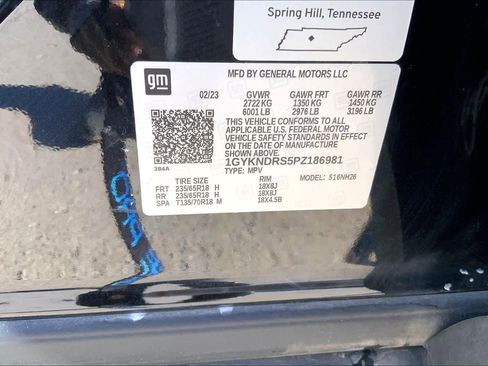 Spring Hill, Tennessee
gm
MFD BY GENERAL MOTORS LLC
02/23 GVWR GAWR FRT GAWR RR
2722 KG 1350 KG 1450 KG
6001 LB 2976 LB 3196 LB
THIS VEHICLE CONFORMS TO ALL APPLICABLE
U.S. FEDERAL MOTOR VEHICLE SAFETY
STANDARDS IN EFFECT ON THE DATE OF MANUFACTURE SHOWN ABOVE.
384A
1GYKNDRS5PZ186981
TYPE: MPV MODEL: 516NH26
RIM
FRT 235/65R18 H 18X8J
RR 235/65R18 H 18X8J
SPA T135/70R18 M 18X4.5B